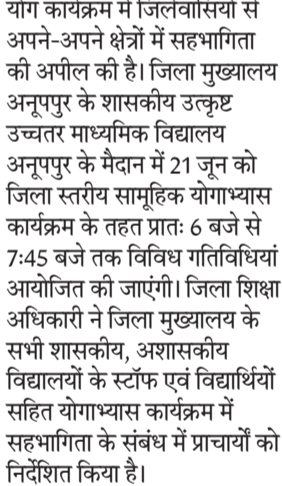 योग कार्यक्रम में जिलेवासियों से
अपने-अपने क्षेत्रों में सहभागिता
की अपील की है। जिला मुख्यालय
अनूपपुर के शासकीय उत्कृष्ट
उच्चतर माध्यमिक विद्यालय
अनूपपुर के मैदान में 21 जून को
जिला स्तरीय सामूहिक योगाभ्यास
कार्यक्रम के तहत प्रातः 6 बजे से
7:45 बजे तक विविध गतिविधियां
आयोजित की जाएंगी। जिला शिक्षा
अधिकारी ने जिला मुख्यालय के
सभी शासकीय, अशासकीय
विद्यालयों के स्टॉफ एवं विद्यार्थियों
सहित योगाभ्यास कार्यक्रम में
सहभागिता के संबंध में प्राचार्यों को
निर्देशित किया है।